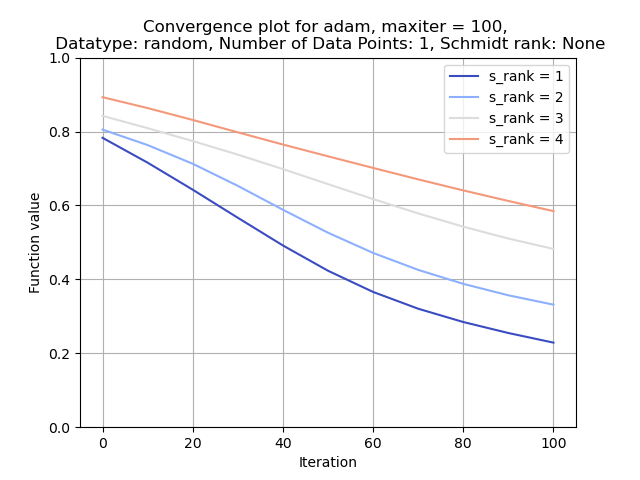 Convergence plot for adam, maxiter = 100,
Datatype: random, Number of Data Points: 1, Schmidt rank: None
1.0
0.8
0.6
0.4
0.2
0.0
Function value
s_rank = 1
s_rank = 2
s_rank = 3
s_rank = 4
0 20 40 60 80 100
Iteration